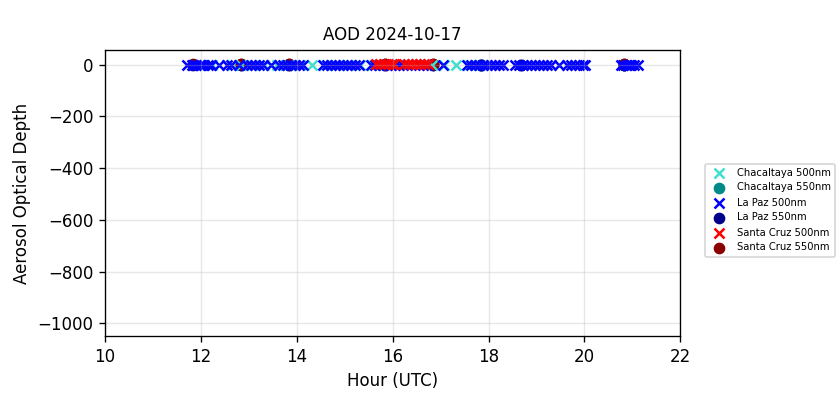 AOD 2024-10-17
Aerosol Optical Depth
0
−200
−400
−600
−800
−1000
10 12 14 16 18 20 22
Hour (UTC)
Chacaltaya 500nm
Chacaltaya 550nm
La Paz 500nm
La Paz 550nm
Santa Cruz 500nm
Santa Cruz 550nm